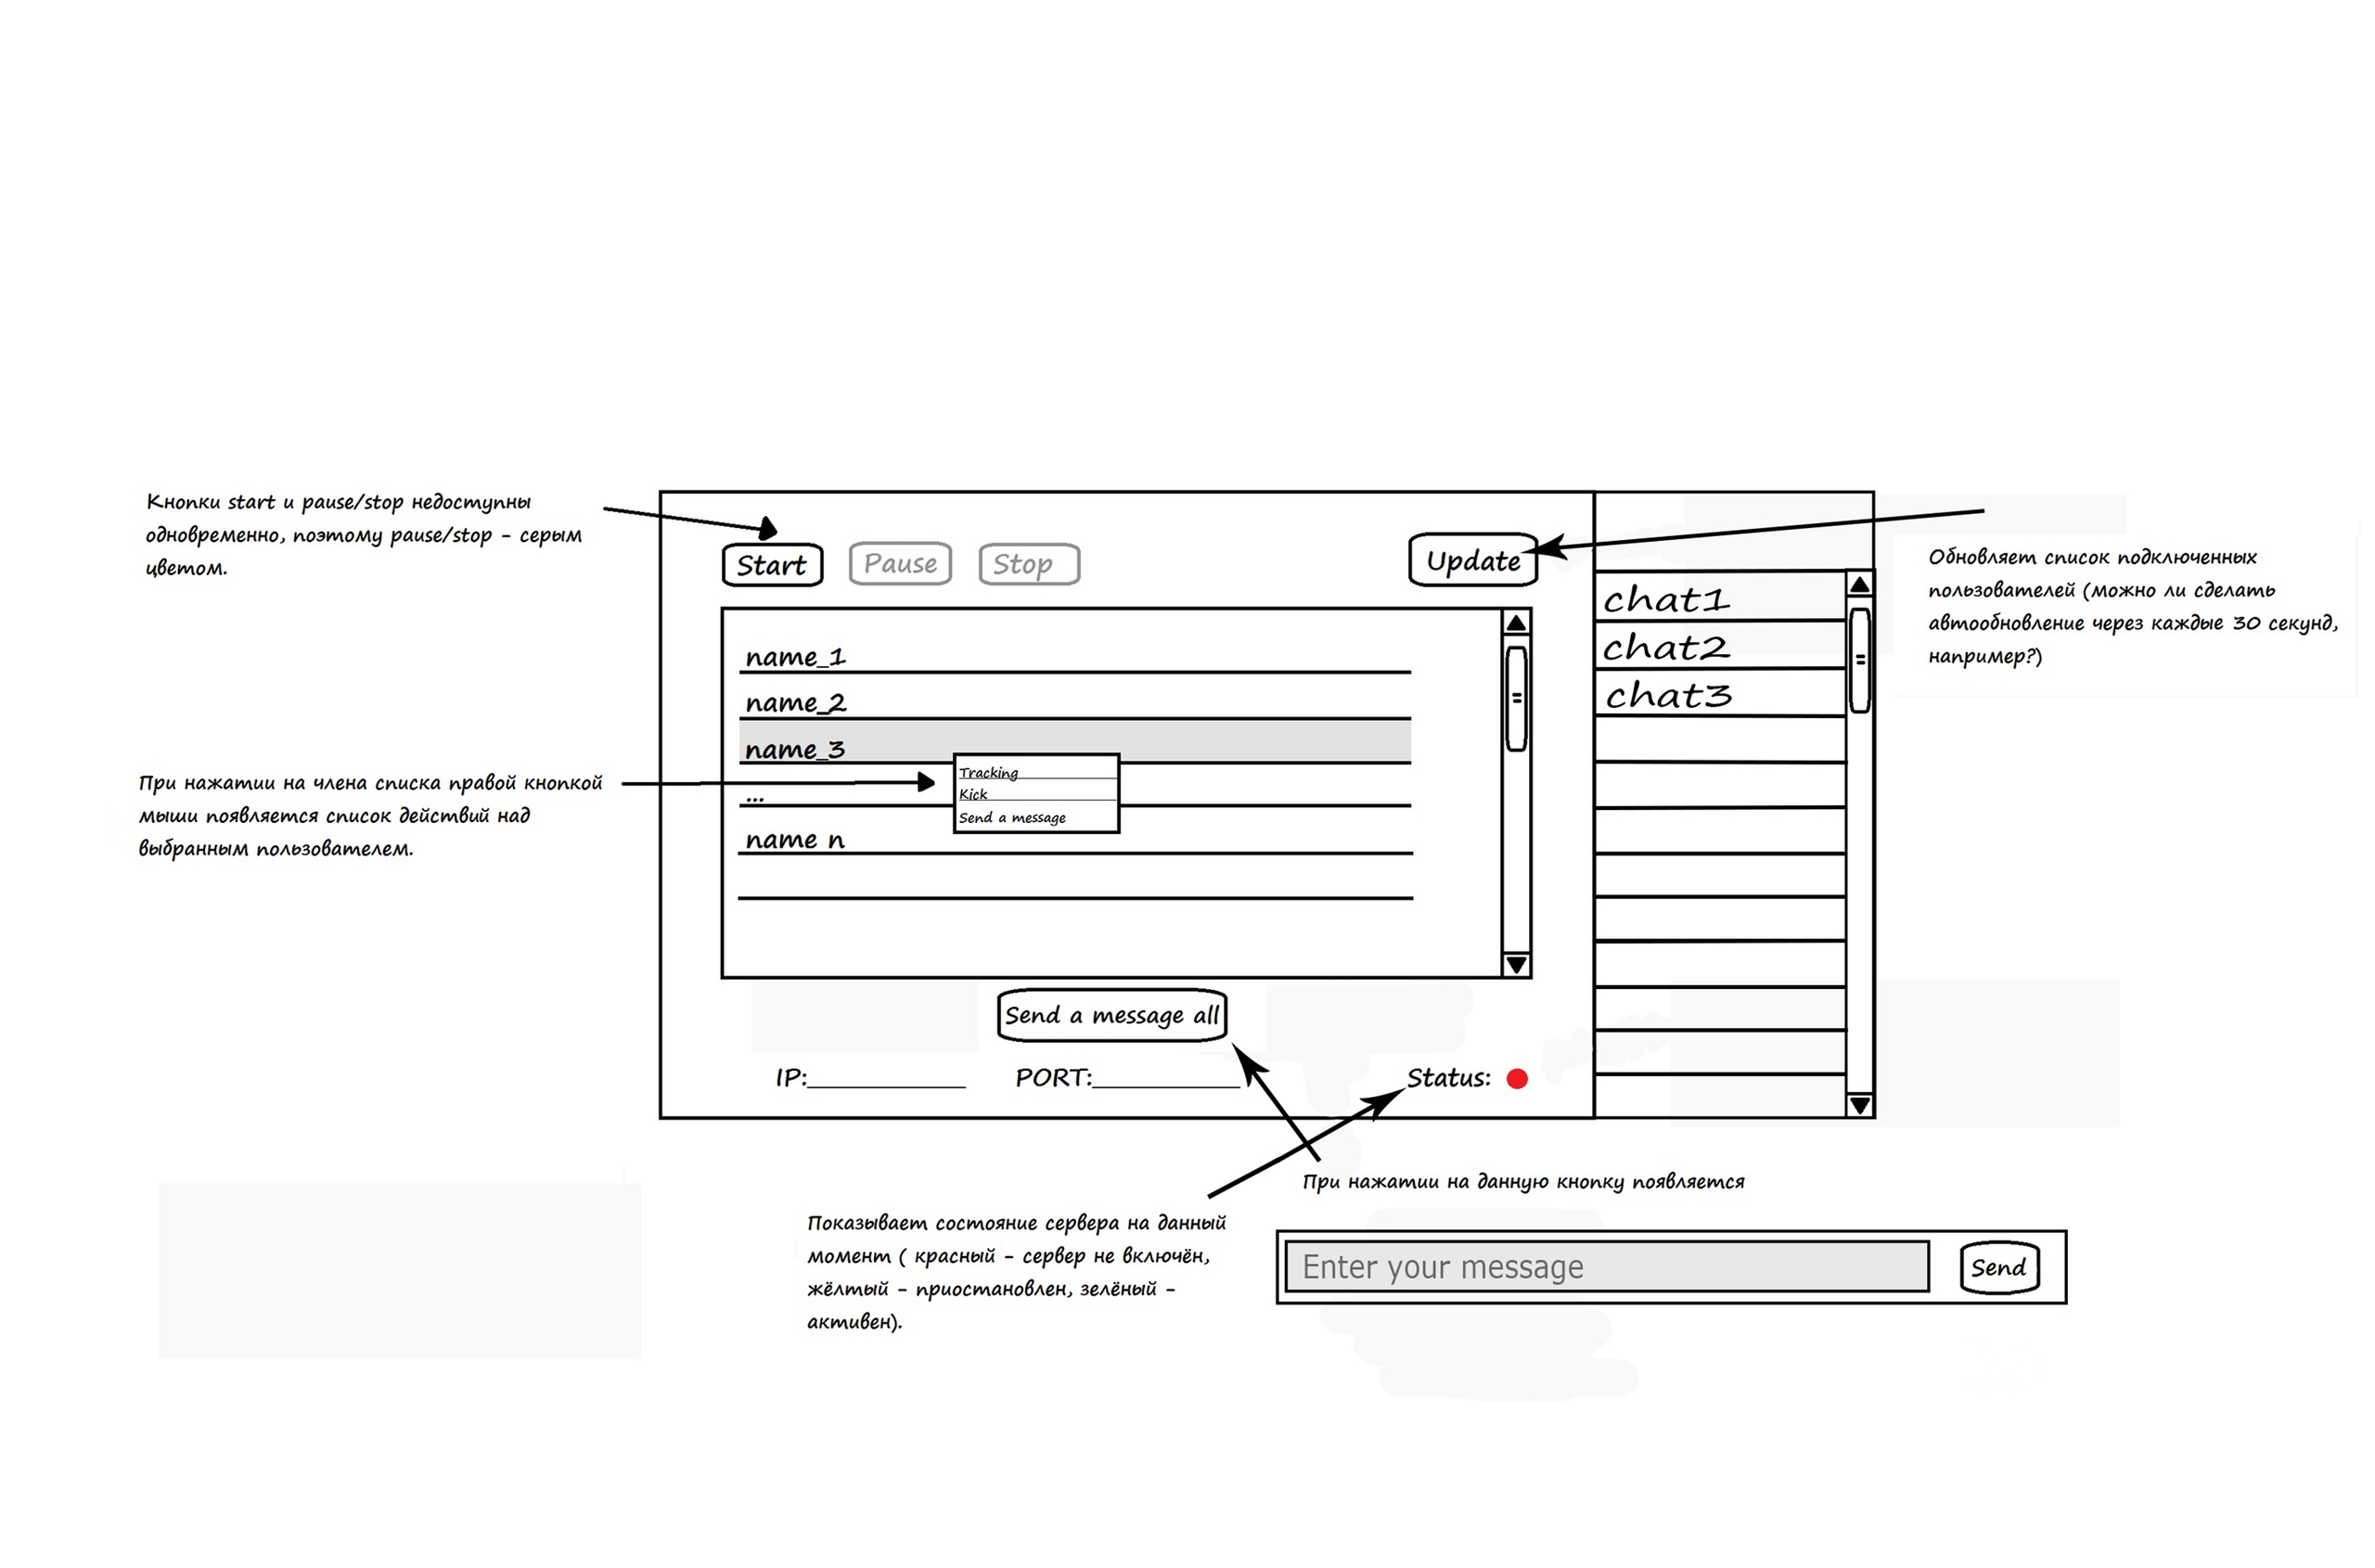 Кнопки start и pause/stop недоступны
одновременно, поэтому pause/stop - серым
цветом.
Start
Pause
Stop
Update
Обновляет список подключенных
пользователей (можно ли сделать
автообновление через каждые 30 секунд,
например?)
chat1
chat2
chat3
name_1
name_2
name_3
...
name n
Tracking
Kick
Send a message
При нажатии на члена списка правой кнопкой
мыши появляется список действий над
выбранным пользователем.
Send a message all
IP:
PORT:
Status:
При нажатии на данную кнопку появляется
Показывает состояние сервера на данный
момент ( красный - сервер не включён,
жёлтый - приостановлен, зелёный -
активен).
Enter your message
Send